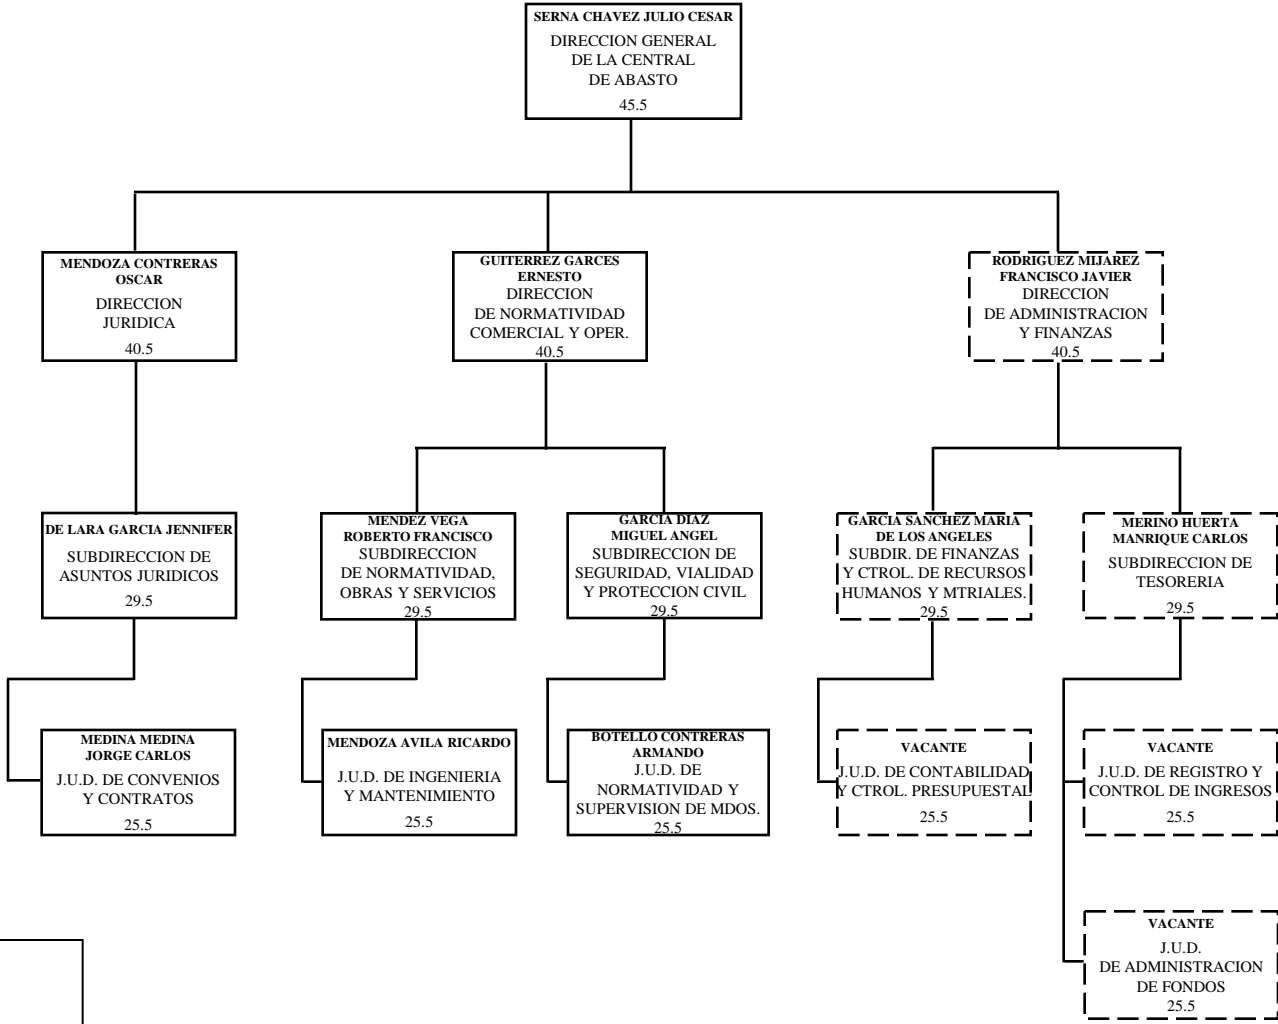 SERNA CHAVEZ JULIO CESAR
DIRECCION GENERAL
DE LA CENTRAL
DE ABASTO
45.5
MENDOZA CONTRERAS
OSCAR
DIRECCION
JURIDICA
40.5
GUITERREZ GARCES
ERNESTO
DIRECCION
DE NORMATIVIDAD
COMERCIAL Y OPER.
40.5
RODRIGUEZ MIJAREZ
FRANCISCO JAVIER
DIRECCION
DE ADMINISTRACION
Y FINANZAS
40.5
DE LARA GARCIA JENNIFER
SUBDIRECCION DE
ASUNTOS JURIDICOS
29.5
MENDEZ VEGA
ROBERTO FRANCISCO
SUBDIRECCION
DE NORMATIVIDAD,
OBRAS Y SERVICIOS
29.5
GARCIA DIAZ
MIGUEL ANGEL
SUBDIRECCION DE
SEGURIDAD, VIALIDAD
Y PROTECCION CIVIL
29.5
GARCIA SANCHEZ MARIA
DE LOS ANGELES
SUBDIR. DE FINANZAS
Y CTROL. DE RECURSOS
HUMANOS Y MTRIALES.
29.5
MERINO HUERTA
MANRIQUE CARLOS
SUBDIRECCION DE
TESORERIA
29.5
MEDINA MEDINA
JORGE CARLOS
J.U.D. DE CONVENIOS
Y CONTRATOS
25.5
MENDOZA AVILA RICARDO
J.U.D. DE INGENIERIA
Y MANTENIMIENTO
25.5
BOTELLO CONTRERAS
ARMANDO
J.U.D. DE
NORMATIVIDAD Y
SUPERVISION DE MDOS.
25.5
VACANTE
J.U.D. DE CONTABILIDAD
Y CTROL. PRESUPUESTAL
25.5
VACANTE
J.U.D. DE REGISTRO Y
CONTROL DE INGRESOS
25.5
VACANTE
J.U.D.
DE ADMINISTRACION
DE FONDOS
25.5